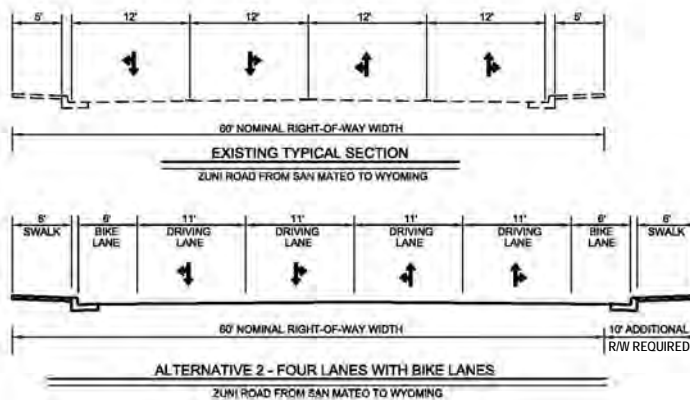 5' 12' 12' 12' 12' 5'
60' NOMINAL RIGHT-OF-WAY WIDTH
EXISTING TYPICAL SECTION
ZUNI ROAD FROM SAN MATEO TO WYOMING
6' 6' 11' 11' 11' 11' 6' 6'
SWALK BIKE DRIVING DRIVING DRIVING DRIVING BIKE SWALK
LANE LANE LANE LANE LANE LANE
60' NOMINAL RIGHT-OF-WAY WIDTH 10' ADDITIONAL
R/W REQUIRED
ALTERNATIVE 2 - FOUR LANES WITH BIKE LANES
ZUNI ROAD FROM SAN MATEO TO WYOMING